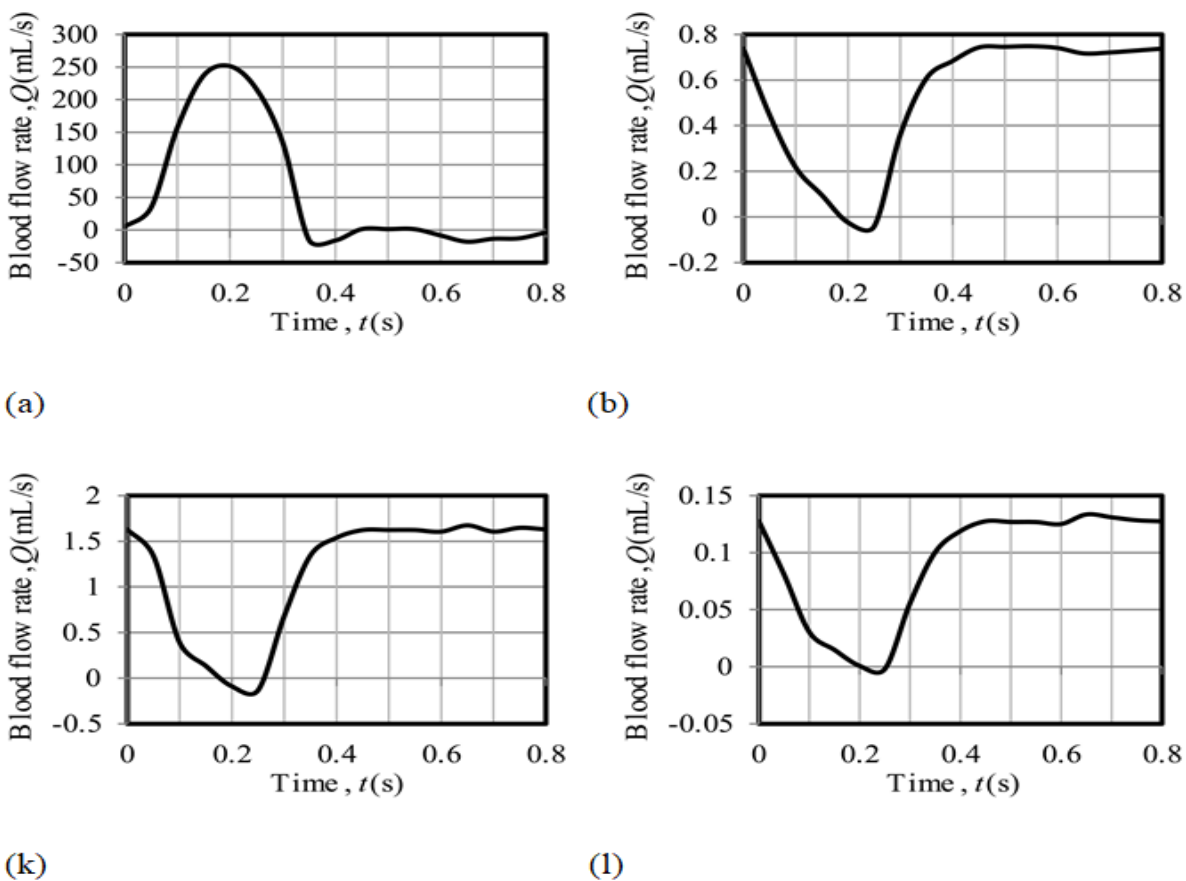 Blood flow rate, Q(mL/s)
300
250
200
150
100
50
0
-50
0 0.2 0.4 0.6 0.8
Time , t(s)
(a)
Blood flow rate, Q(mL/s)
0.8
0.6
0.4
0.2
0
-0.2
0 0.2 0.4 0.6 0.8
Time , t(s)
(b)
Blood flow rate, Q(mL/s)
2
1.5
1
0.5
0
-0.5
0 0.2 0.4 0.6 0.8
Time , t(s)
(k)
Blood flow rate, Q(mL/s)
0.15
0.1
0.05
0
-0.05
0 0.2 0.4 0.6 0.8
Time , t(s)
(l)